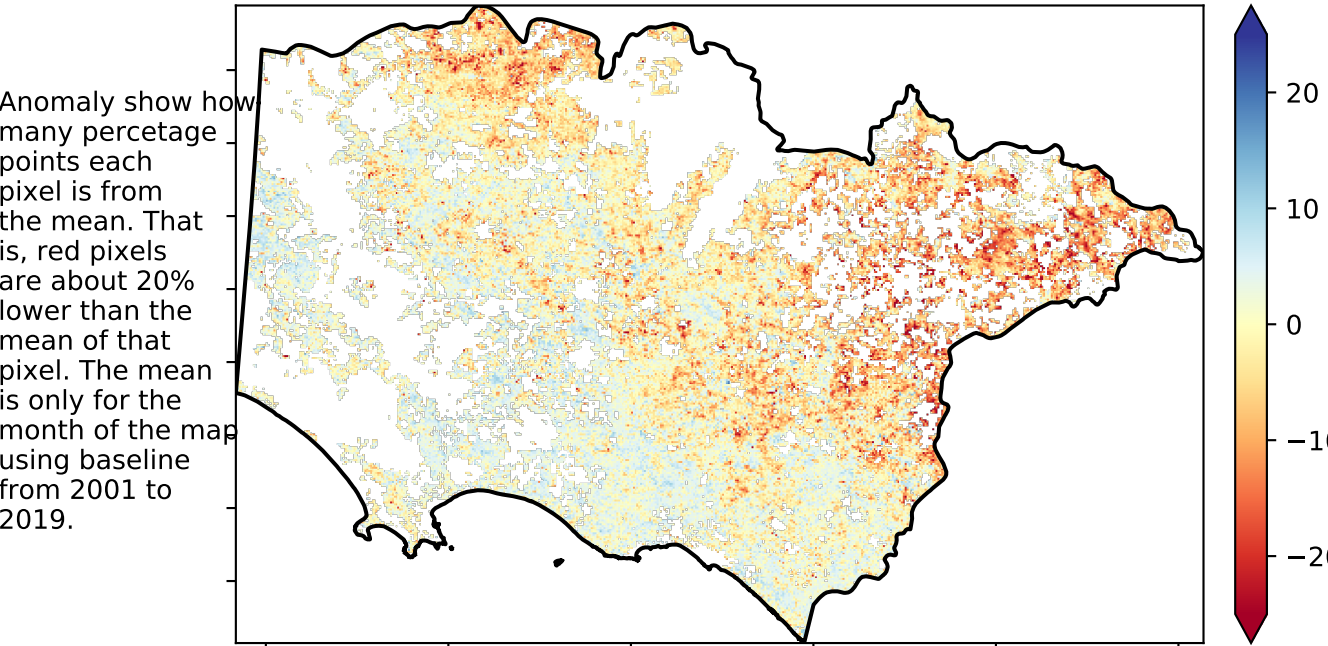 Anomaly show how
many percetage
points each
pixel is from
the mean. That
is, red pixels
are about 20%
lower than the
mean of that
pixel. The mean
is only for the
month of the map
using baseline
from 2001 to
2019.
20
10
0
−10
−20